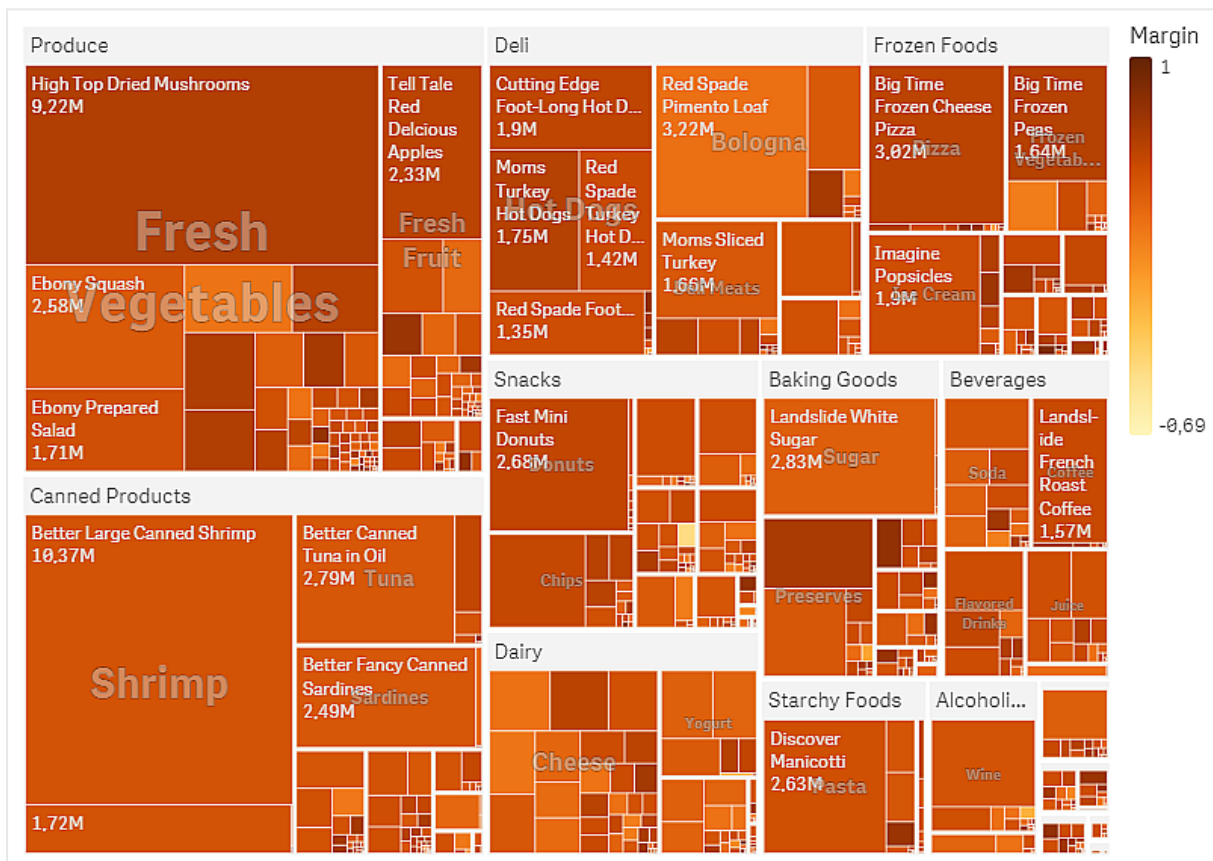 Produce
High Top Dried Mushrooms
9,22M
Tell Tale
Red
Delcious
Apples
2,33M
Fresh
Vegetables
Fresh
Fruit
Ebony Squash
2,58M
Ebony Prepared
Salad
1,71M
Deli
Cutting Edge
Foot-Long Hot D...
1,9M
Moms
Turkey
Hot Dogs
1,75M
Red
Spade
Turkey
Hot D...
1,42M
Hot Dogs
Red Spade Foot...
1,35M
Red Spade
Pimento Loaf
3,22M
Bologna
Moms Sliced
Turkey
1,66M
Deli Meats
Frozen Foods
Big Time
Frozen Cheese
Pizza
3,02M
Pizza
Big Time
Frozen
Peas
1,64M
Frozen
Vegetab...
Imagine
Popsicles
1,9M
Ice Cream
Margin
1
-0,69
Canned Products
Better Large Canned Shrimp
10,37M
Shrimp
1,72M
Better Canned
Tuna in Oil
2,79M
Tuna
Better Fancy Canned
Sardines
2,49M
Sardines
Snacks
Fast Mini
Donuts
2,68M
Donuts
Chips
Baking Goods
Landslide White
Sugar
2,83M
Sugar
Preserves
Beverages
Soda
Landsl-
ide
French
Roast
Coffee
1,57M
Coffee
Flavored
Drinks
Juice
Dairy
Cheese
Yogurt
Starchy Foods
Discover
Manicotti
2,63M
Pasta
Alcoholi...
Wine